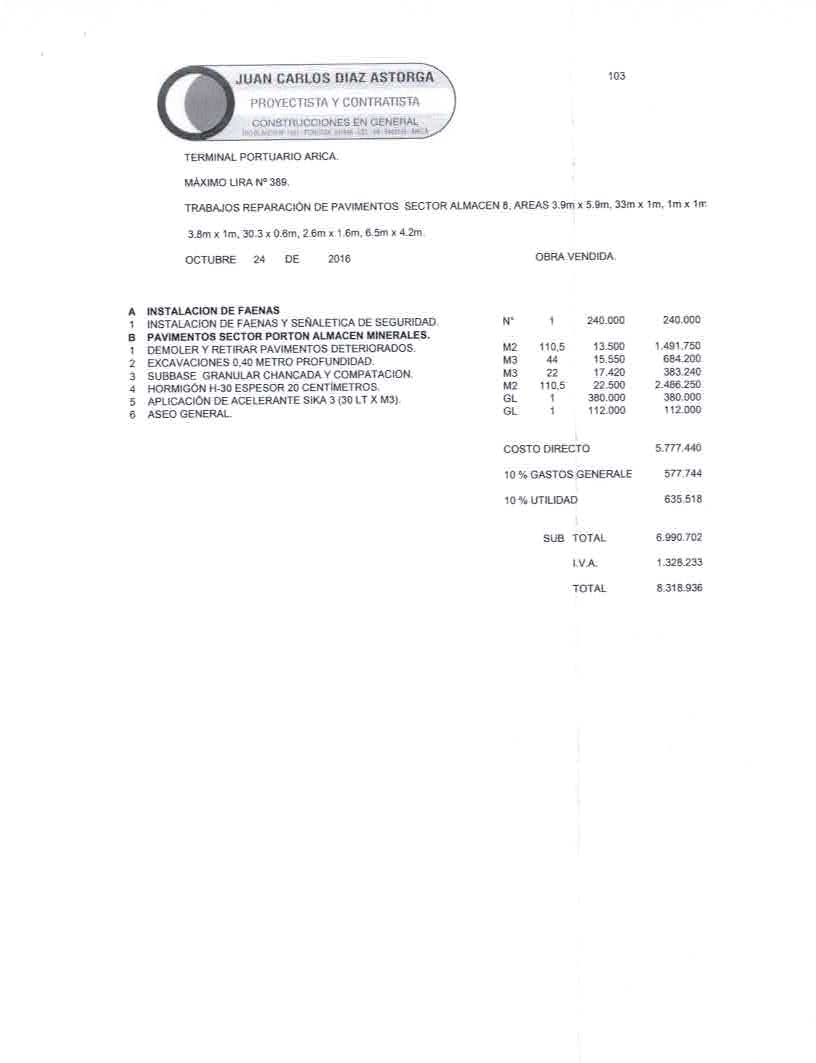 JUAN CARLOS DIAZ ASTORGA
103
PROYECTISTA Y CONTRATISTA
CONSTRUCCIONES EN GENERAL
TERMINAL PORTUARIO ARICA.
MÁXIMO LIRA Nº 389.
TRABAJOS REPARACIÓN DE PAVIMENTOS SECTOR ALMACEN 8, AREAS 3.9m x 5.9m, 33m x 1m, 1m x 1m
3.8m x 1m, 30.3 x 0.6m, 2.6m x 1.6m, 6.5m x 4.2m.
OCTUBRE 24 DE 2016 OBRA VENDIDA.
A INSTALACION DE FAENAS
1 INSTALACION DE FAENAS Y SEÑALETICA DE SEGURIDAD. N° 1 240.000 240.000
B PAVIMENTOS SECTOR PORTON ALMACEN MINERALES.
1 DEMOLER Y RETIRAR PAVIMENTOS DETERIORADOS. M2 110,5 13.500 1.491.750
2 EXCAVACIONES 0,40 METRO PROFUNDIDAD. M3 44 15.550 684.200
3 SUBBASE GRANULAR CHANCADA Y COMPATACION. M3 22 17.420 383.240
4 HORMIGÓN H-30 ESPESOR 20 CENTÍMETROS. M2 110,5 22.500 2.486.250
5 APLICACIÓN DE ACELERANTE SIKA 3 (30 LT X M3). GL 1 380.000 380.000
6 ASEO GENERAL. GL 1 112.000 112.000
COSTO DIRECTO 5.777.440
10 % GASTOS GENERALE 577.744
10 % UTILIDAD 635.518
SUB TOTAL 6.990.702
I.V.A. 1.328.233
TOTAL 8.318.936